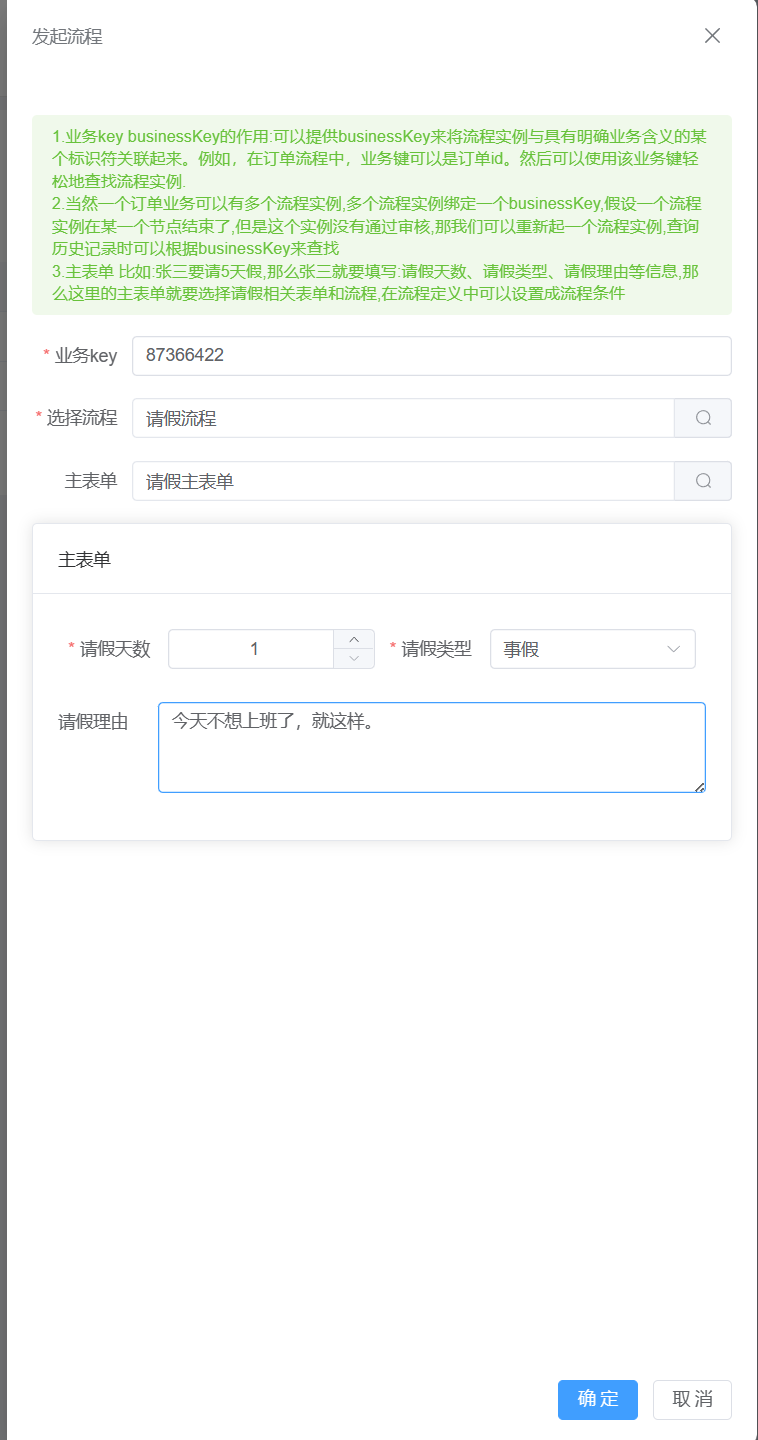 发起流程
1.业务key businessKey的作用:可以提供businessKey来将流程实例与具有明确业务含义的某
个标识符关联起来。例如，在订单流程中，业务键可以是订单id。然后可以使用该业务键轻
松地查找流程实例.
2.当然一个订单业务可以有多个流程实例,多个流程实例绑定一个businessKey,假设一个流程
实例在某一个节点结束了,但是这个实例没有通过审核,那我们可以重新起一个流程实例,查询
历史记录时可以根据businessKey来查找
3.主表单 比如:张三要请5天假,那么张三就要填写:请假天数、请假类型、请假理由等信息,那
么这里的主表单就要选择请假相关表单和流程,在流程定义中可以设置成流程条件
* 业务key 87366422
* 选择流程 请假流程
主表单 请假主表单
主表单
* 请假天数 1 * 请假类型 事假
请假理由 今天不想上班了，就这样。
确定 取消